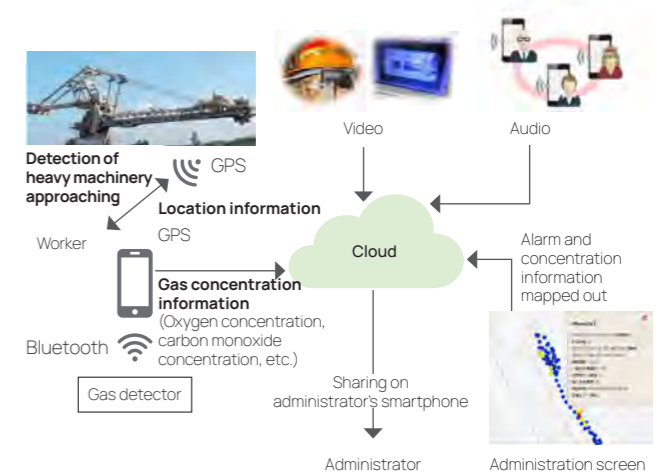 Video
Audio
Detection of
heavy machinery
approaching
GPS
Location information
Worker
GPS
Cloud
Alarm and
concentration
information
mapped out
Gas concentration
information
(Oxygen concentration,
carbon monoxide
concentration, etc.)
Bluetooth
Gas detector
Sharing on
administrator's smartphone
Administrator
Administration screen